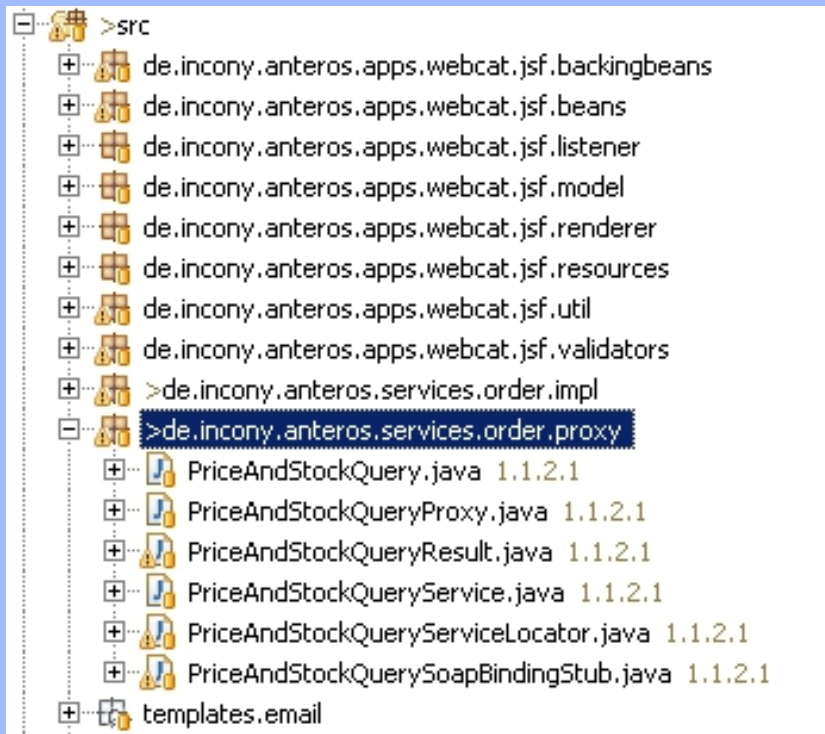 >src
de.incony.anteros.apps.webcat.jsf.backingbeans
de.incony.anteros.apps.webcat.jsf.beans
de.incony.anteros.apps.webcat.jsf.listener
de.incony.anteros.apps.webcat.jsf.model
de.incony.anteros.apps.webcat.jsf.renderer
de.incony.anteros.apps.webcat.jsf.resources
de.incony.anteros.apps.webcat.jsf.util
de.incony.anteros.apps.webcat.jsf.validators
>de.incony.anteros.services.order.impl
>de.incony.anteros.services.order.proxy
PriceAndStockQuery.java 1.1.2.1
PriceAndStockQueryProxy.java 1.1.2.1
PriceAndStockQueryResult.java 1.1.2.1
PriceAndStockQueryService.java 1.1.2.1
PriceAndStockQueryServiceLocator.java 1.1.2.1
PriceAndStockQuerySoapBindingStub.java 1.1.2.1
templates.email